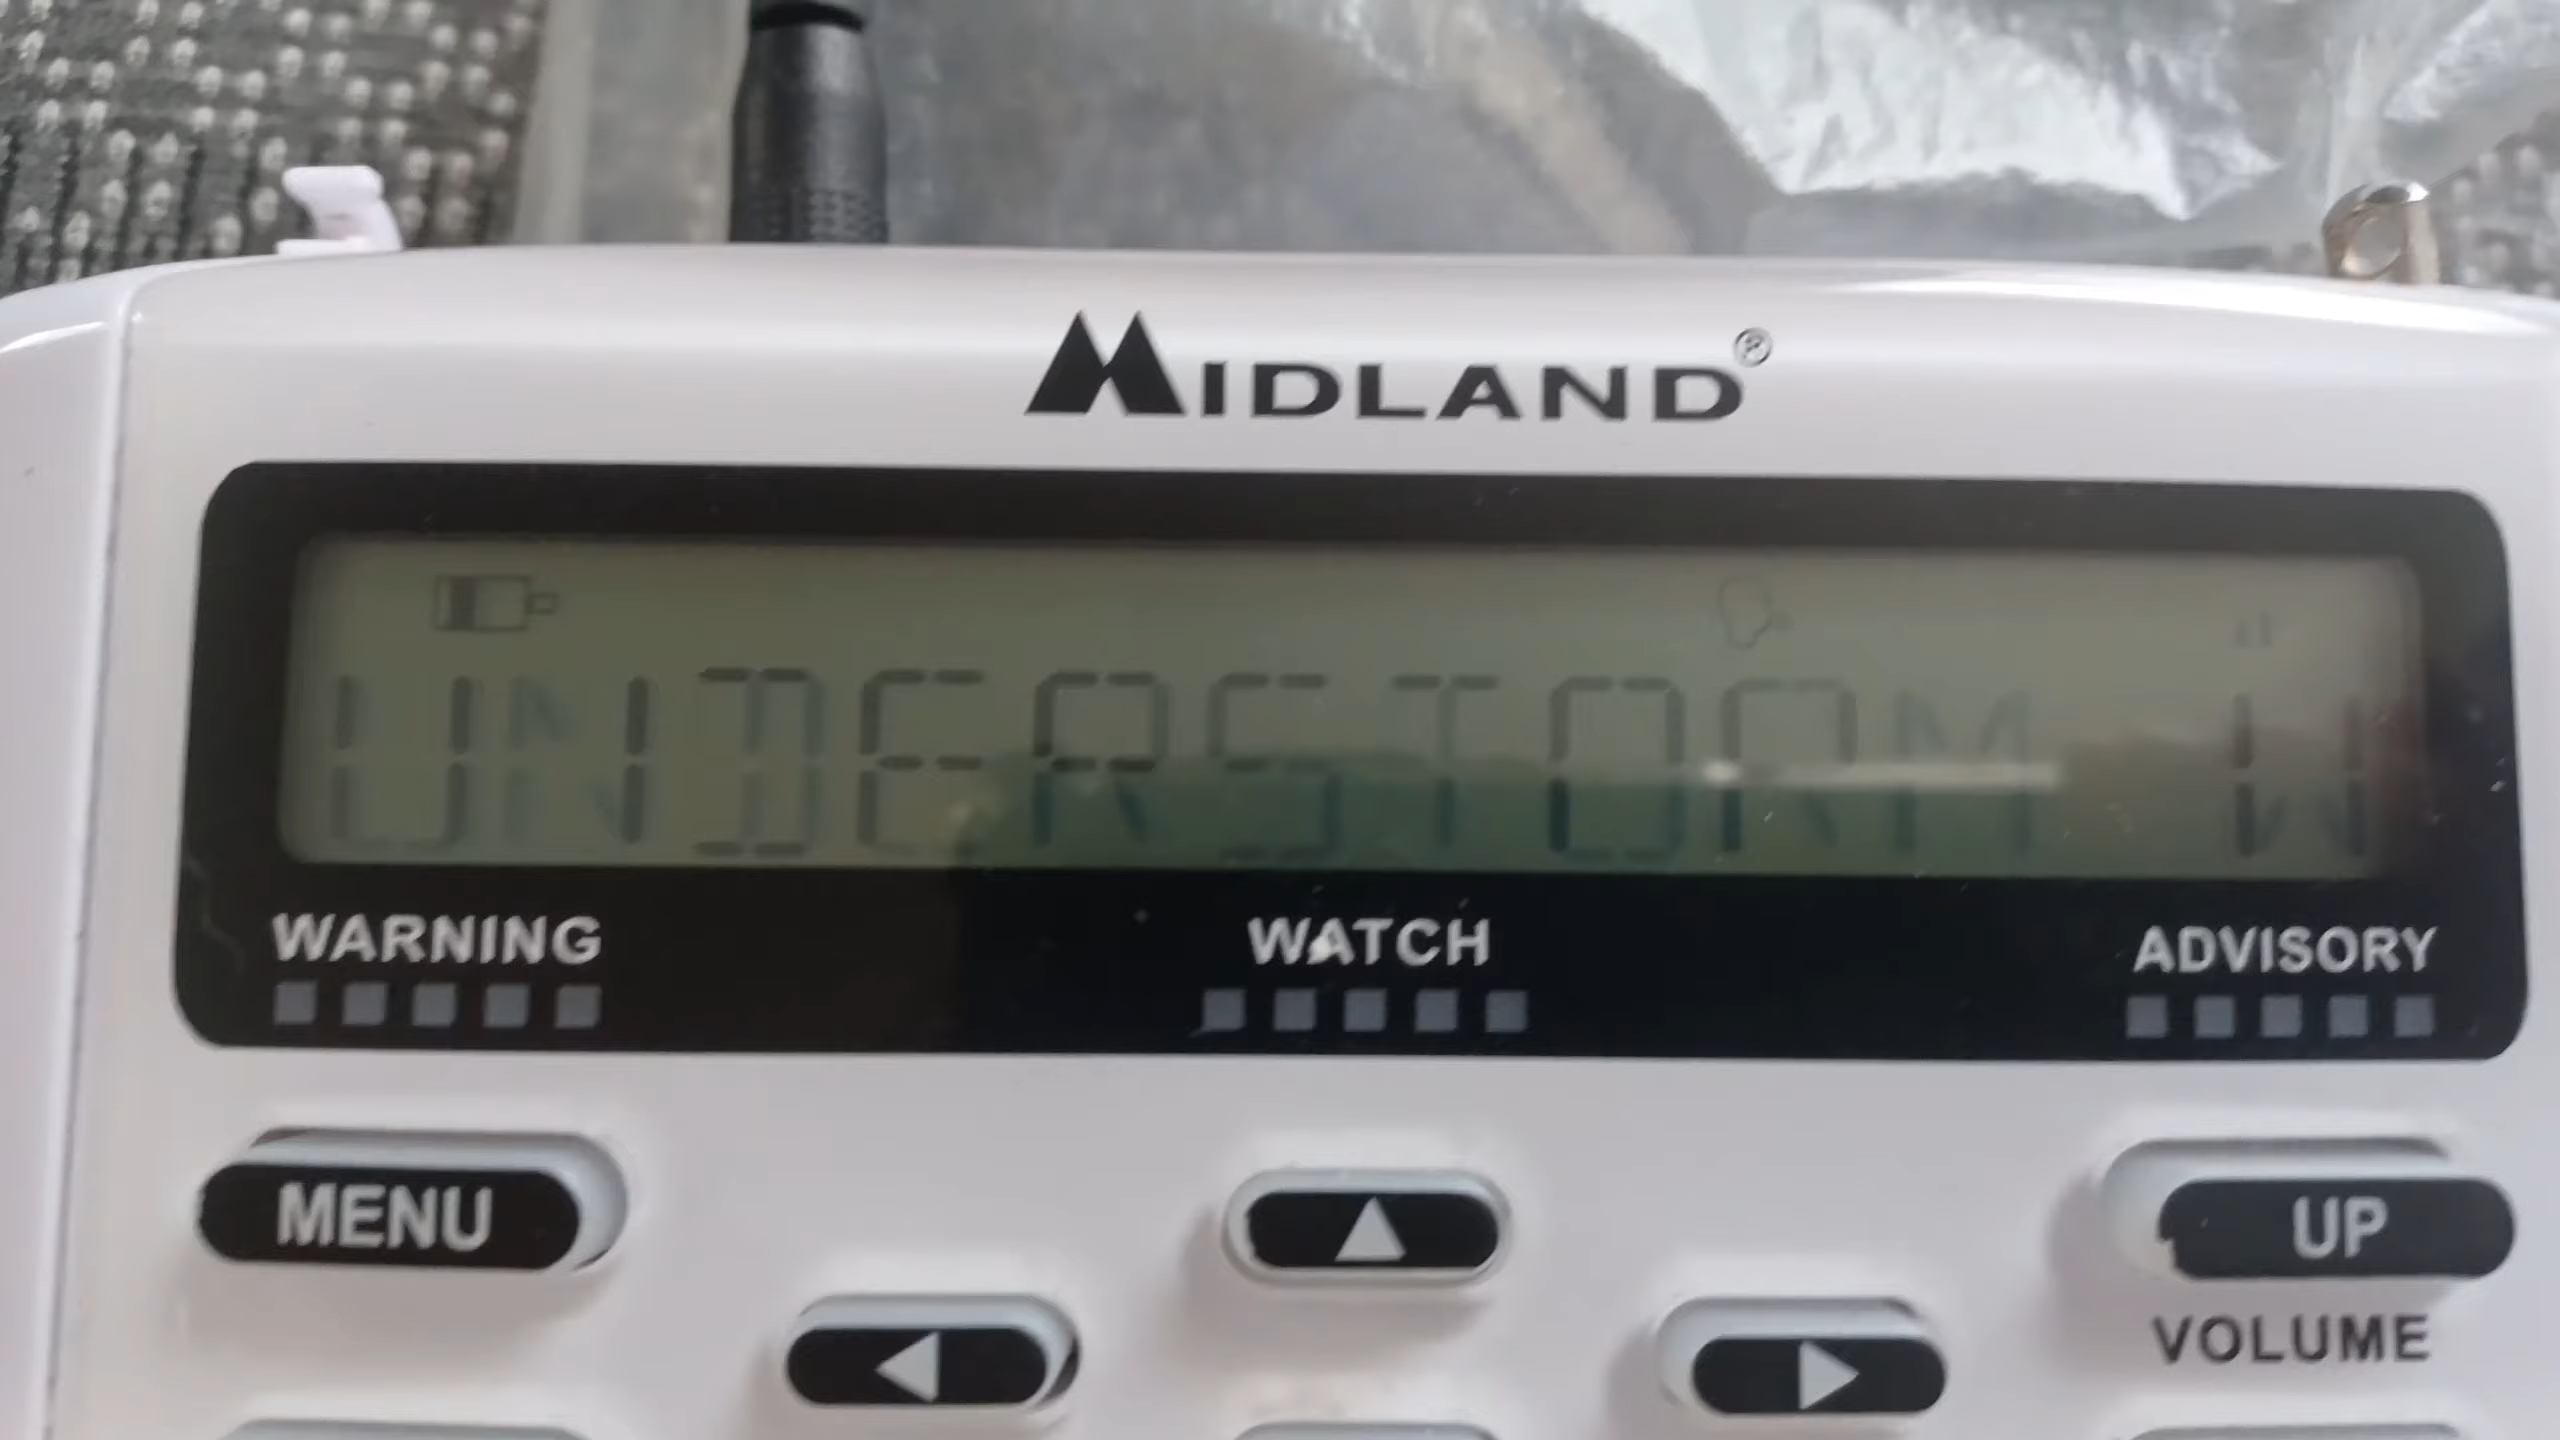 MIDLAND®
UNDERSTORM W
WARNING WATCH ADVISORY
MENU UP
VOLUME